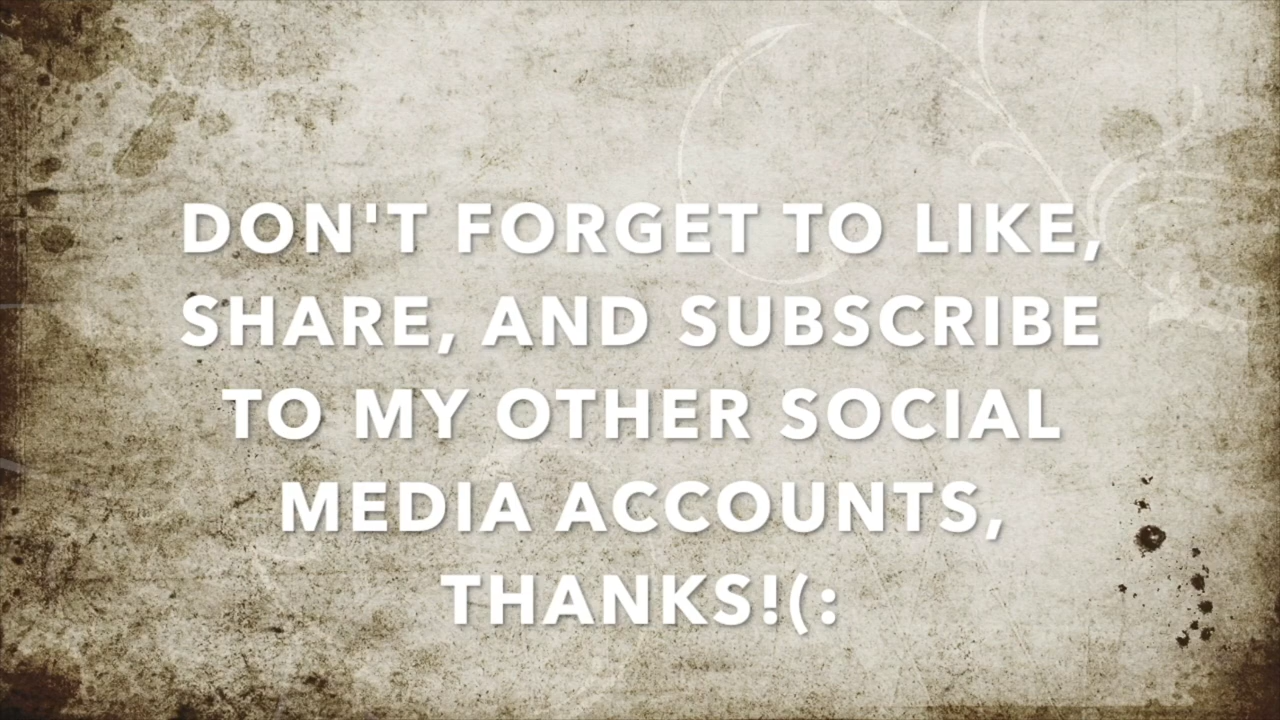 DON'T FORGET TO LIKE,
SHARE, AND SUBSCRIBE
TO MY OTHER SOCIAL
MEDIA ACCOUNTS,
THANKS!(: